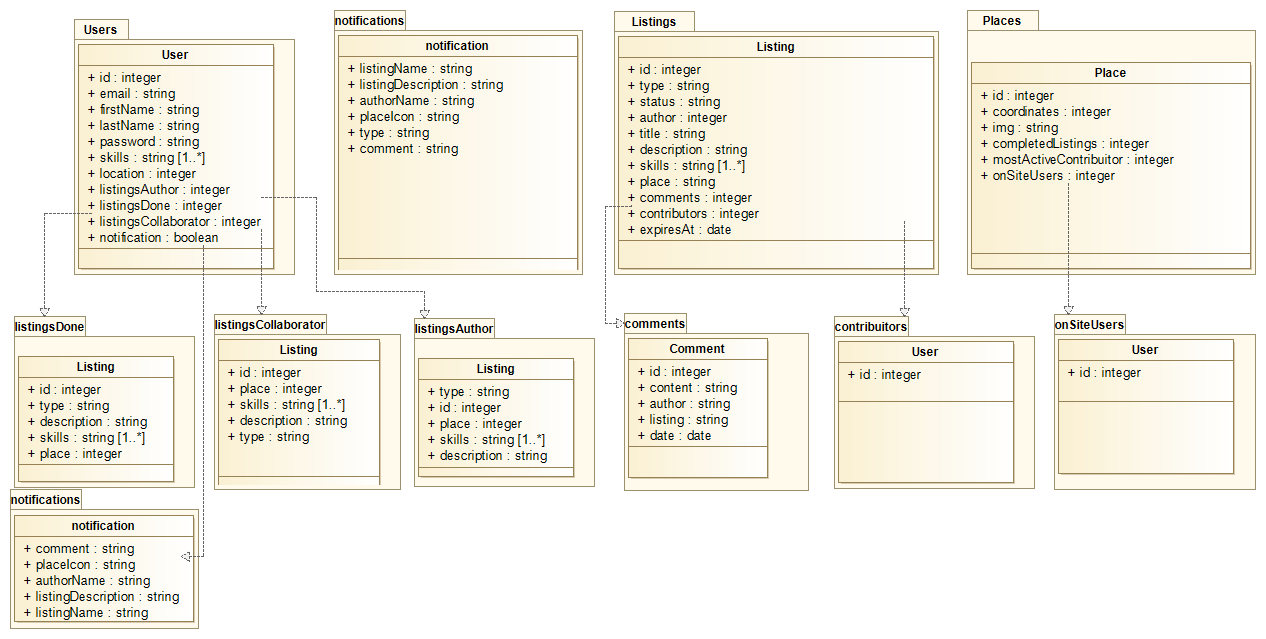 Users
User
+ id : integer
+ email : string
+ firstName : string
+ lastName : string
+ password : string
+ skills : string [1..*]
+ location : integer
+ listingsAuthor : integer
+ listingsDone : integer
+ listingsCollaborator : integer
+ notification : boolean
notifications
notification
+ listingName : string
+ listingDescription : string
+ authorName : string
+ placeIcon : string
+ type : string
+ comment : string
Listings
Listing
+ id : integer
+ type : string
+ status : string
+ author : integer
+ title : string
+ description : string
+ skills : string [1..*]
+ place : string
+ comments : integer
+ contributors : integer
+ expiresAt : date
Places
Place
+ id : integer
+ coordinates : integer
+ img : string
+ completedListings : integer
+ mostActiveContribuitor : integer
+ onSiteUsers : integer
listingsDone
Listing
+ id : integer
+ type : string
+ description : string
+ skills : string [1..*]
+ place : integer
listingsCollaborator
Listing
+ id : integer
+ place : integer
+ skills : string [1..*]
+ description : string
+ type : string
listingsAuthor
Listing
+ type : string
+ id : integer
+ place : integer
+ skills : string [1..*]
+ description : string
comments
Comment
+ id : integer
+ content : string
+ author : string
+ listing : string
+ date : date
contribuitors
User
+ id : integer
onSiteUsers
User
+ id : integer
notifications
notification
+ comment : string
+ placeIcon : string
+ authorName : string
+ listingDescription : string
+ listingName : string